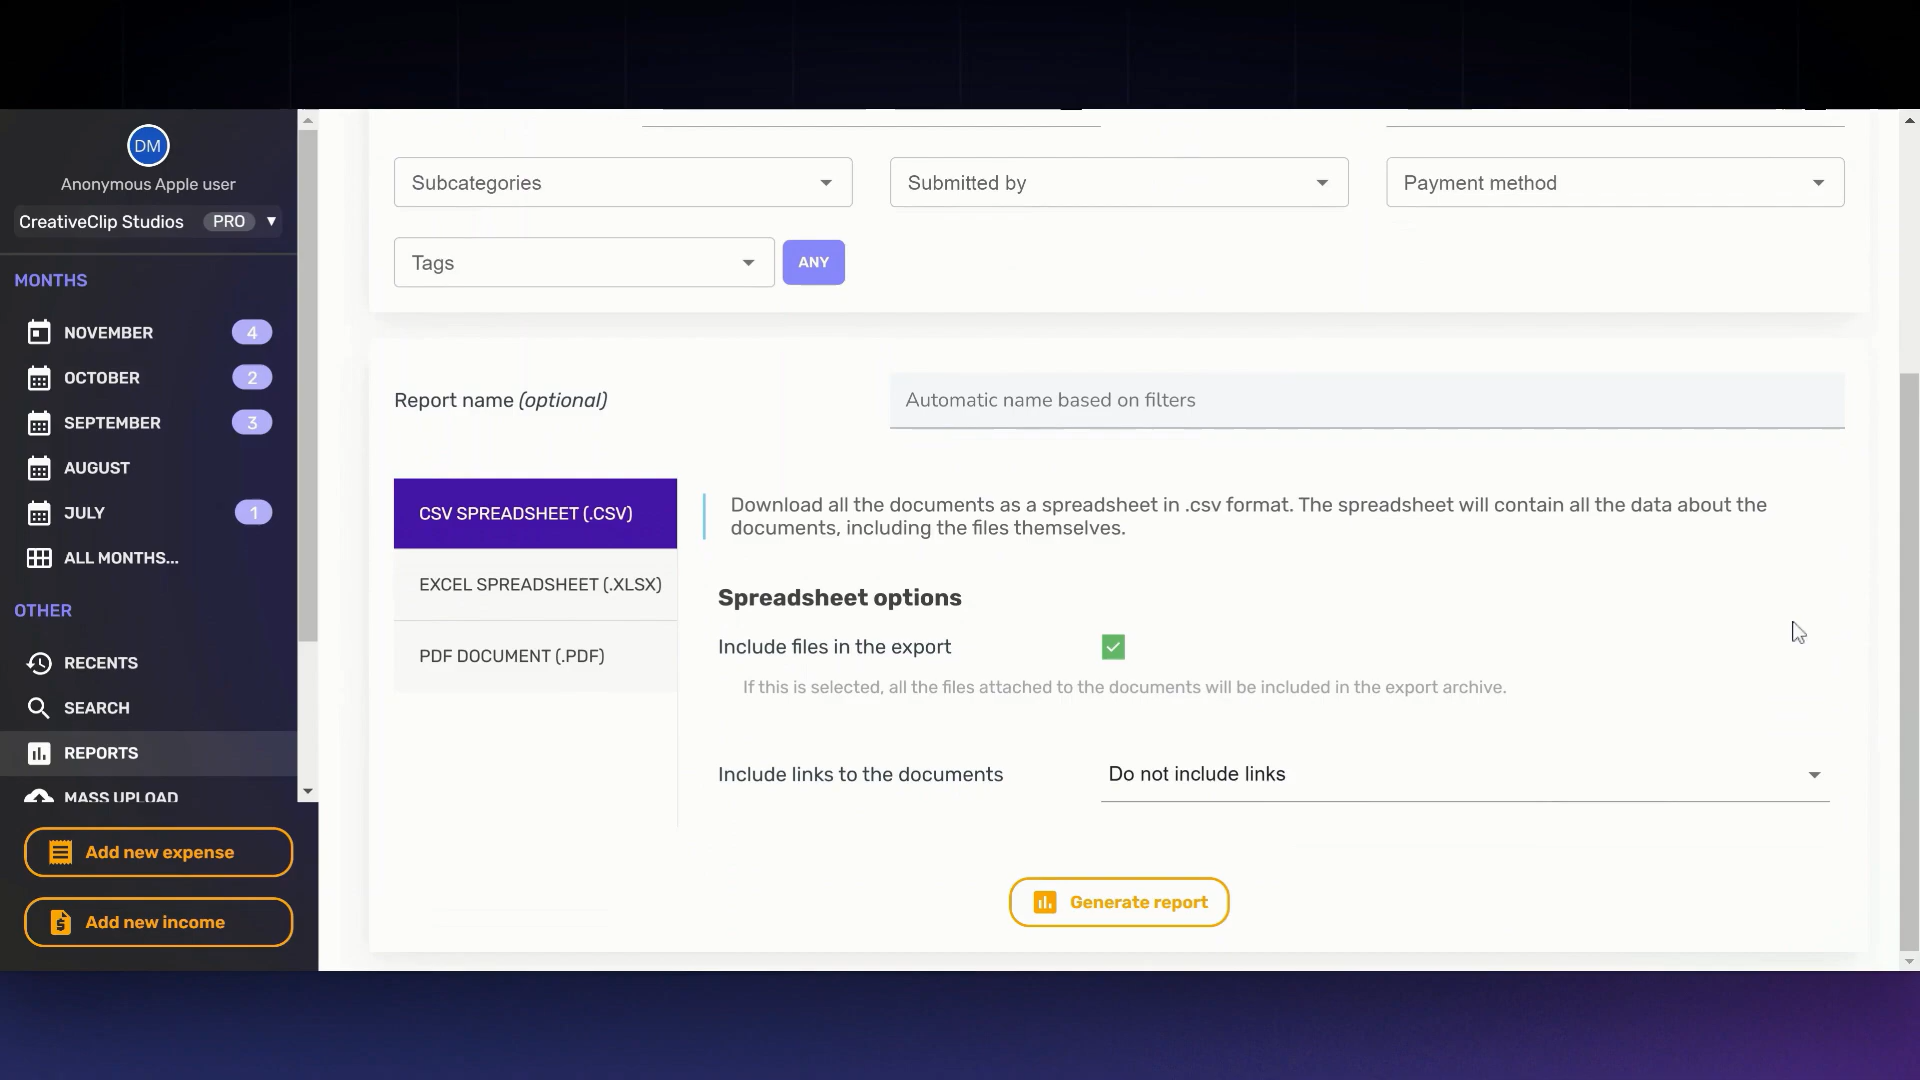 DM
Anonymous Apple user
CreativeClip Studios PRO
MONTHS
NOVEMBER 4
OCTOBER 2
SEPTEMBER 3
AUGUST
JULY 1
ALL MONTHS...
OTHER
RECENTS
SEARCH
REPORTS
MASS UPLOAD
Add new expense
Add new income
Subcategories
Submitted by
Payment method
Tags
ANY
Report name (optional)
Automatic name based on filters
CSV SPREADSHEET (.CSV)
EXCEL SPREADSHEET (.XLSX)
PDF DOCUMENT (.PDF)
Download all the documents as a spreadsheet in .csv format. The spreadsheet will contain all the data about the
documents, including the files themselves.
Spreadsheet options
Include files in the export
If this is selected, all the files attached to the documents will be included in the export archive.
Include links to the documents
Do not include links
Generate report